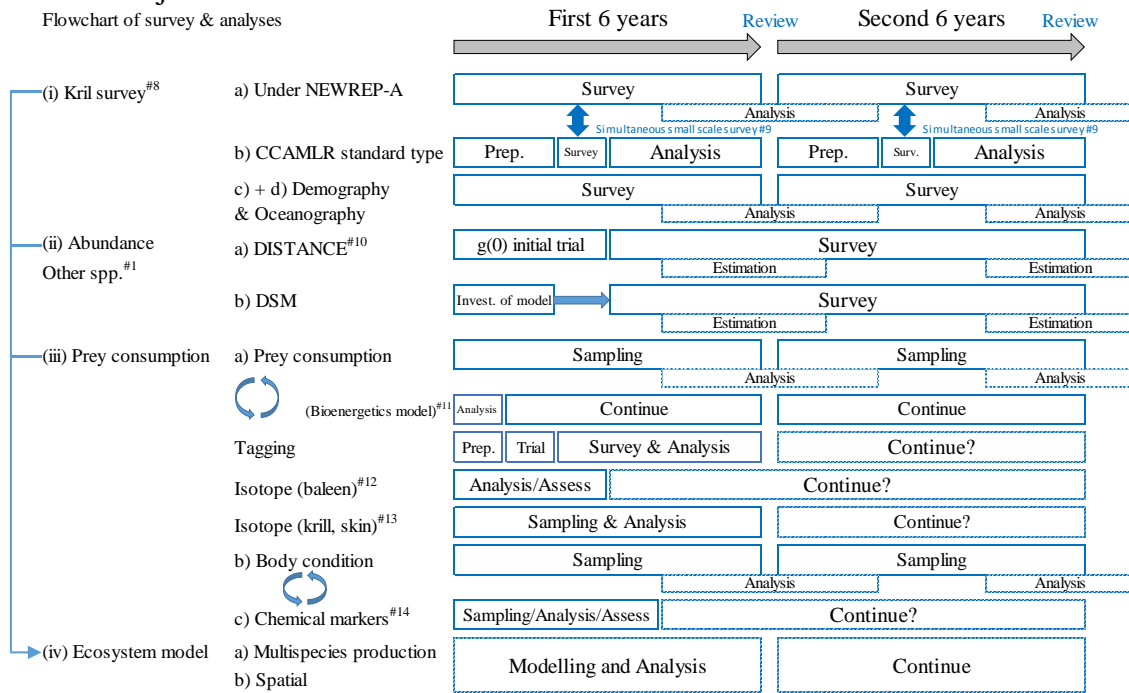 Flowchart of survey & analyses
First 6 years
Review
Second 6 years
Review
(i) Kril survey#8
a) Under NEWREP-A
Survey
Survey
Analysis
Analysis
Simultaneous small scale survey #9
Simultaneous small scale survey #9
b) CCAMLR standard type
Prep.
Survey
Analysis
Prep.
Surv.
Analysis
c) + d) Demography
& Oceanography
Survey
Survey
Analysis
Analysis
(ii) Abundance
Other spp.#1
a) DISTANCE#10
g(0) initial trial
Survey
Estimation
Estimation
b) DSM
Invest. of model
Survey
Estimation
Estimation
(iii) Prey consumption
a) Prey consumption
Sampling
Sampling
Analysis
Analysis
(Bioenergetics model)#11
Analysis
Continue
Continue
Tagging
Prep.
Trial
Survey & Analysis
Continue?
Isotope (baleen)#12
Analysis/Assess
Continue?
Isotope (krill, skin)#13
Sampling & Analysis
Continue?
b) Body condition
Sampling
Sampling
Analysis
Analysis
c) Chemical markers#14
Sampling/Analysis/Assess
Continue?
(iv) Ecosystem model
a) Multispecies production
b) Spatial
Modelling and Analysis
Continue